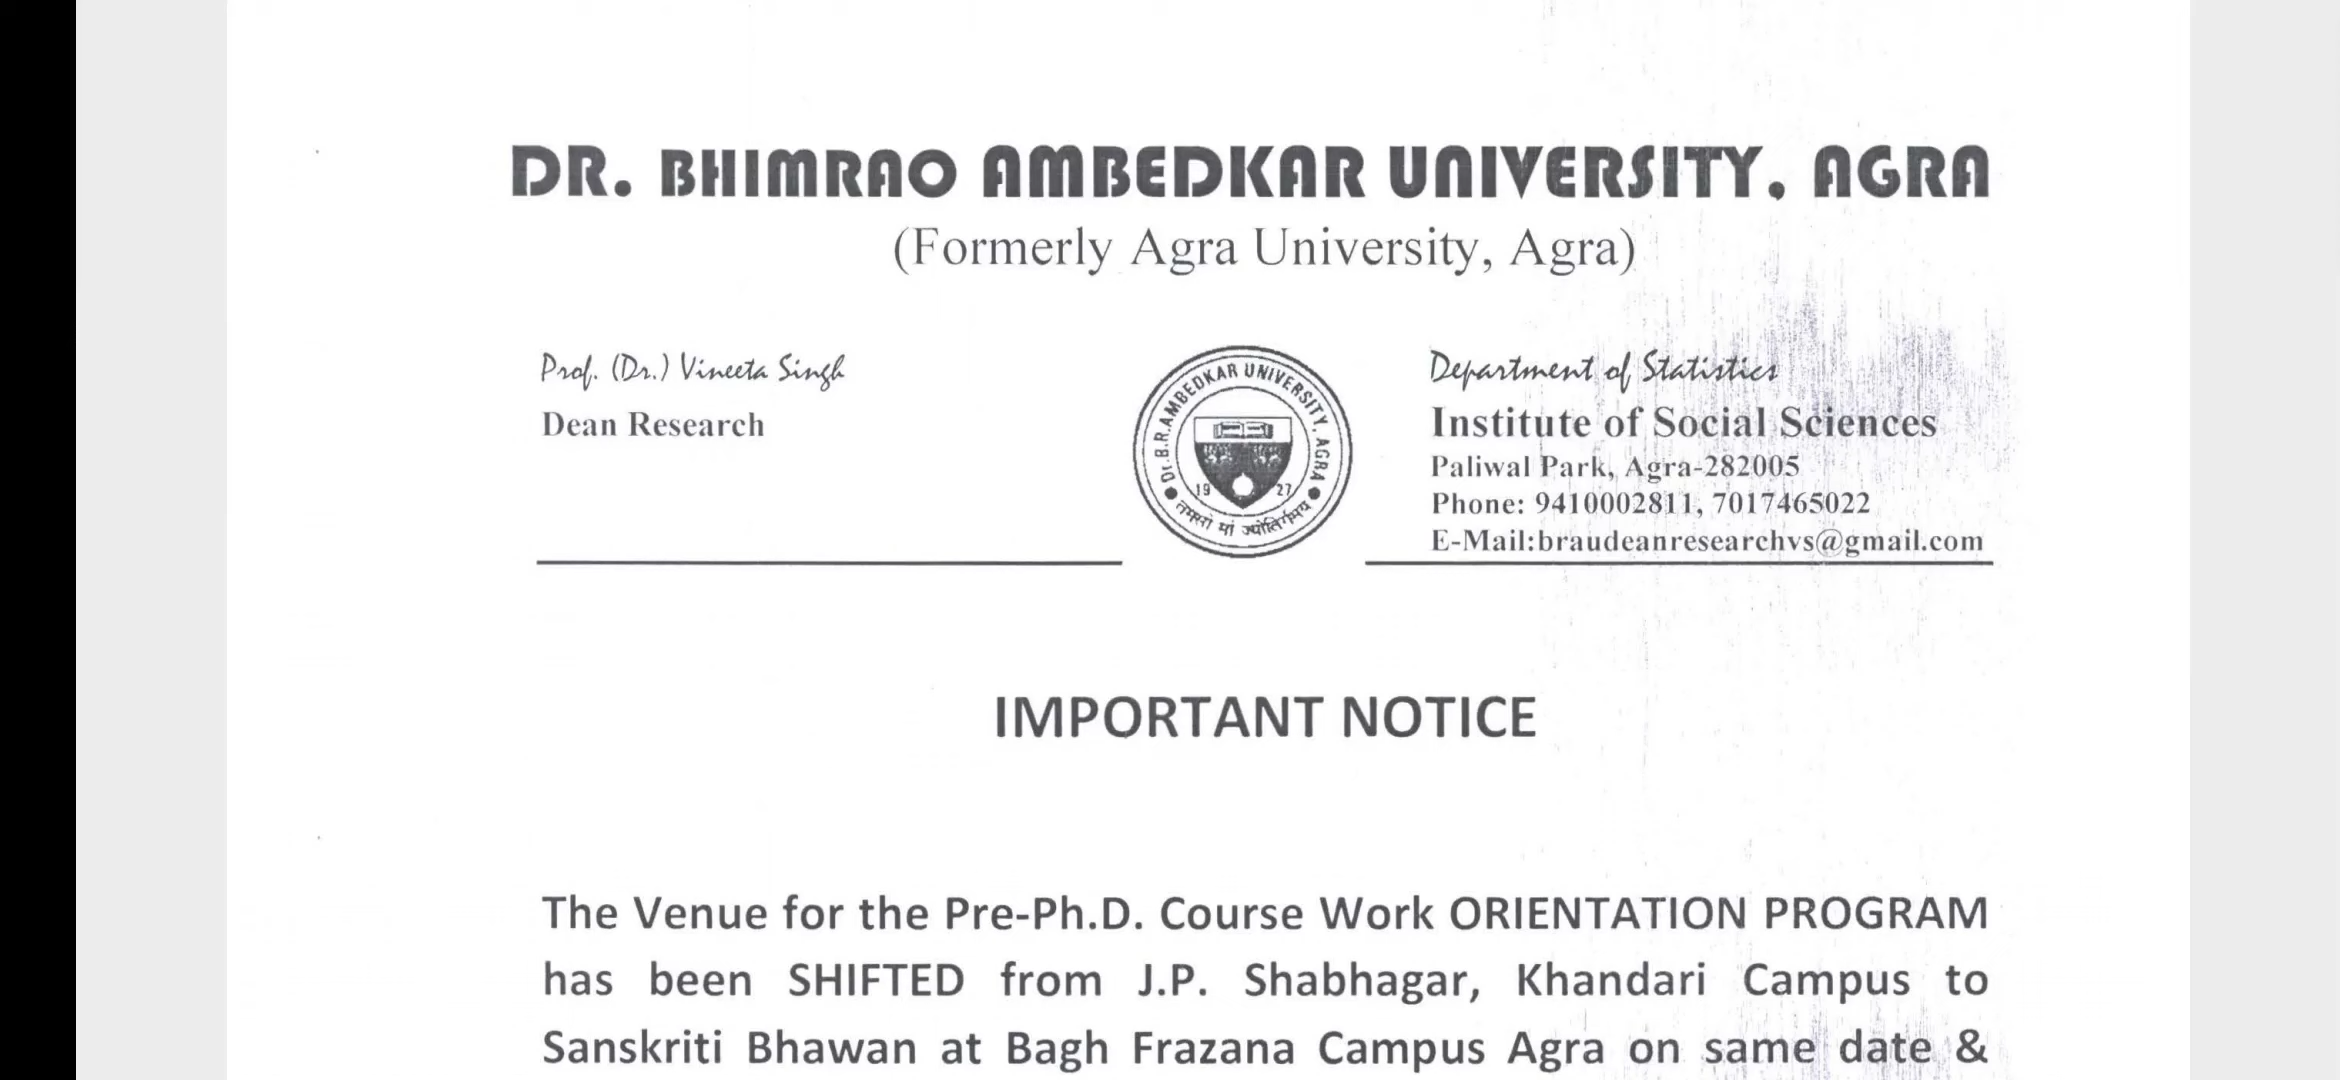 DR. BHIMRAO AMBEDKAR UNIVERSITY, AGRA
(Formerly Agra University, Agra)
Prof. (Dr.) Vineeta Singh
Dean Research
Dr.B.R.AMBEDKAR UNIVERSITY, AGRA
19 27
तमसो मां ज्योतिर्गमय
Department of Statistics
Institute of Social Sciences
Paliwal Park, Agra-282005
Phone: 9410002811, 7017465022
E-Mail:braudeanresearchvs@gmail.com
IMPORTANT NOTICE
The Venue for the Pre-Ph.D. Course Work ORIENTATION PROGRAM
has been SHIFTED from J.P. Shabhagar, Khandari Campus to
Sanskriti Bhawan at Bagh Frazana Campus Agra on same date &